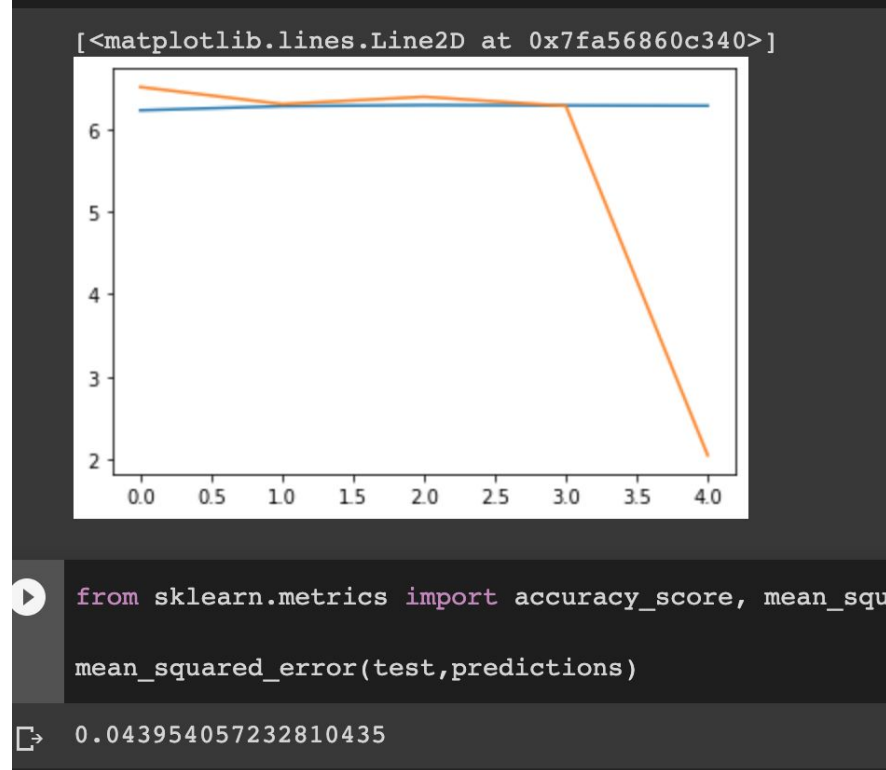 [<matplotlib.lines.Line2D at 0x7fa56860c340>]
6
5
4
3
2
0.0 0.5 1.0 1.5 2.0 2.5 3.0 3.5 4.0
from sklearn.metrics import accuracy_score, mean_squ
mean_squared_error(test,predictions)
0.043954057232810435